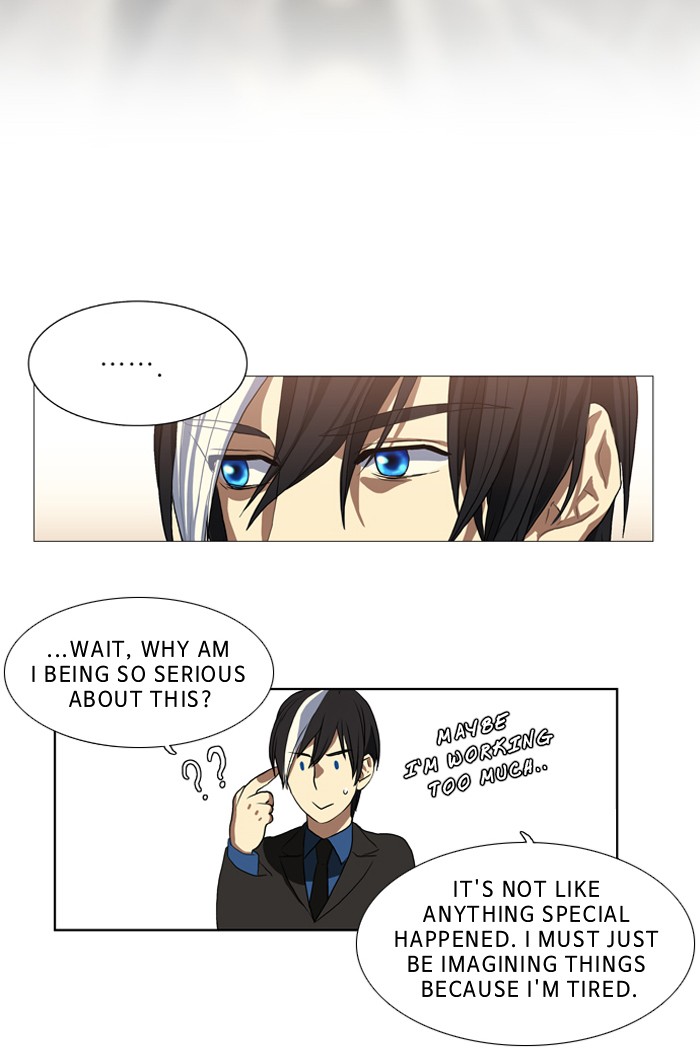 .......
...WAIT, WHY AM
I BEING SO SERIOUS
ABOUT THIS?
??
MAYBE
I'M WORKING
TOO MUCH..
IT'S NOT LIKE
ANYTHING SPECIAL
HAPPENED. I MUST JUST
BE IMAGINING THINGS
BECAUSE I'M TIRED.